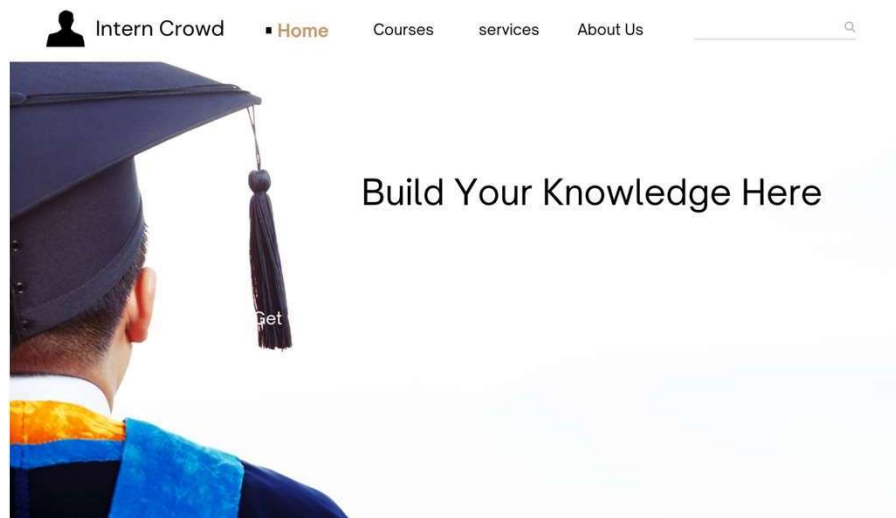 Intern Crowd
Home
Courses
services
About Us
Build Your Knowledge Here
Get